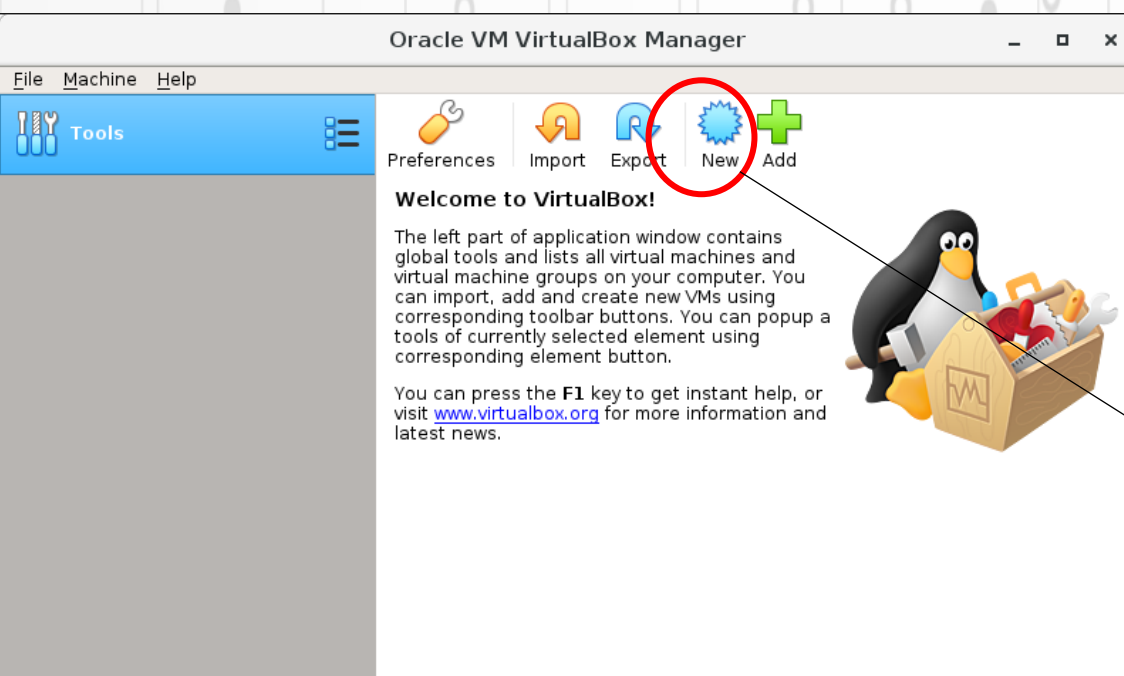 Oracle VM VirtualBox Manager
File Machine Help
Tools
Preferences Import Export New Add
Welcome to VirtualBox!
The left part of application window contains
global tools and lists all virtual machines and
virtual machine groups on your computer. You
can import, add and create new VMs using
corresponding toolbar buttons. You can popup a
tools of currently selected element using
corresponding element button.
You can press the F1 key to get instant help, or
visit www.virtualbox.org for more information and
latest news.